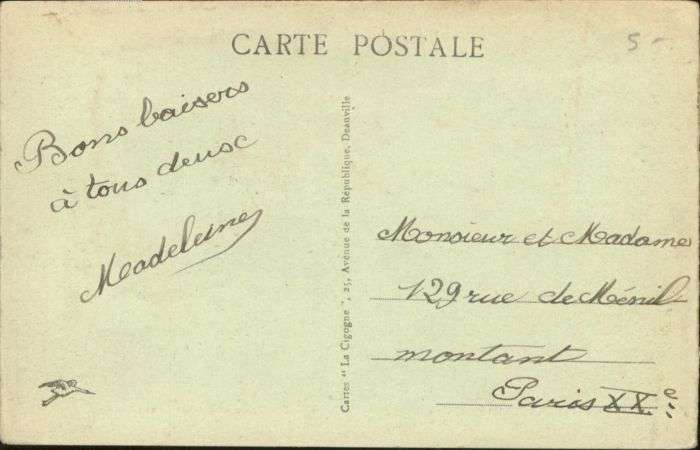 CARTE POSTALE
5-
Bons baisers
à tous deux
Madeleine
Cartes "La Cigogne", 25, Avenue de la République, Deauville
Monsieur et Madame
129 rue de Ménil-
montant
Paris XX.e